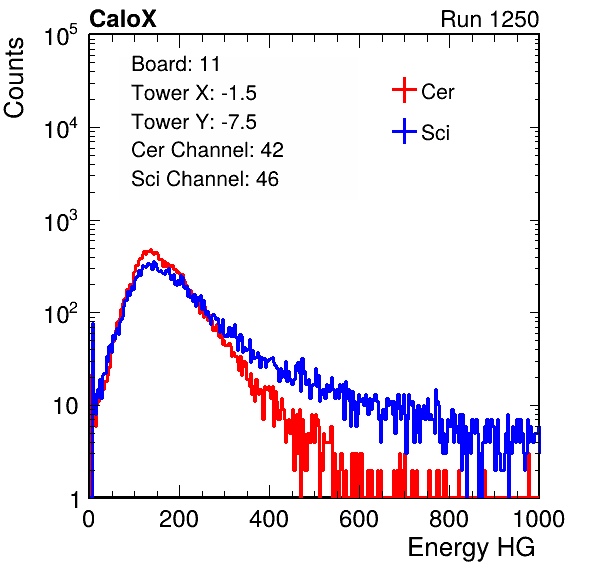 CaloX Run 1250
Counts
10^5
10^4
10^3
10^2
10
1
Board: 11
Tower X: -1.5
Tower Y: -7.5
Cer Channel: 42
Sci Channel: 46
Cer
Sci
0 200 400 600 800 1000
Energy HG